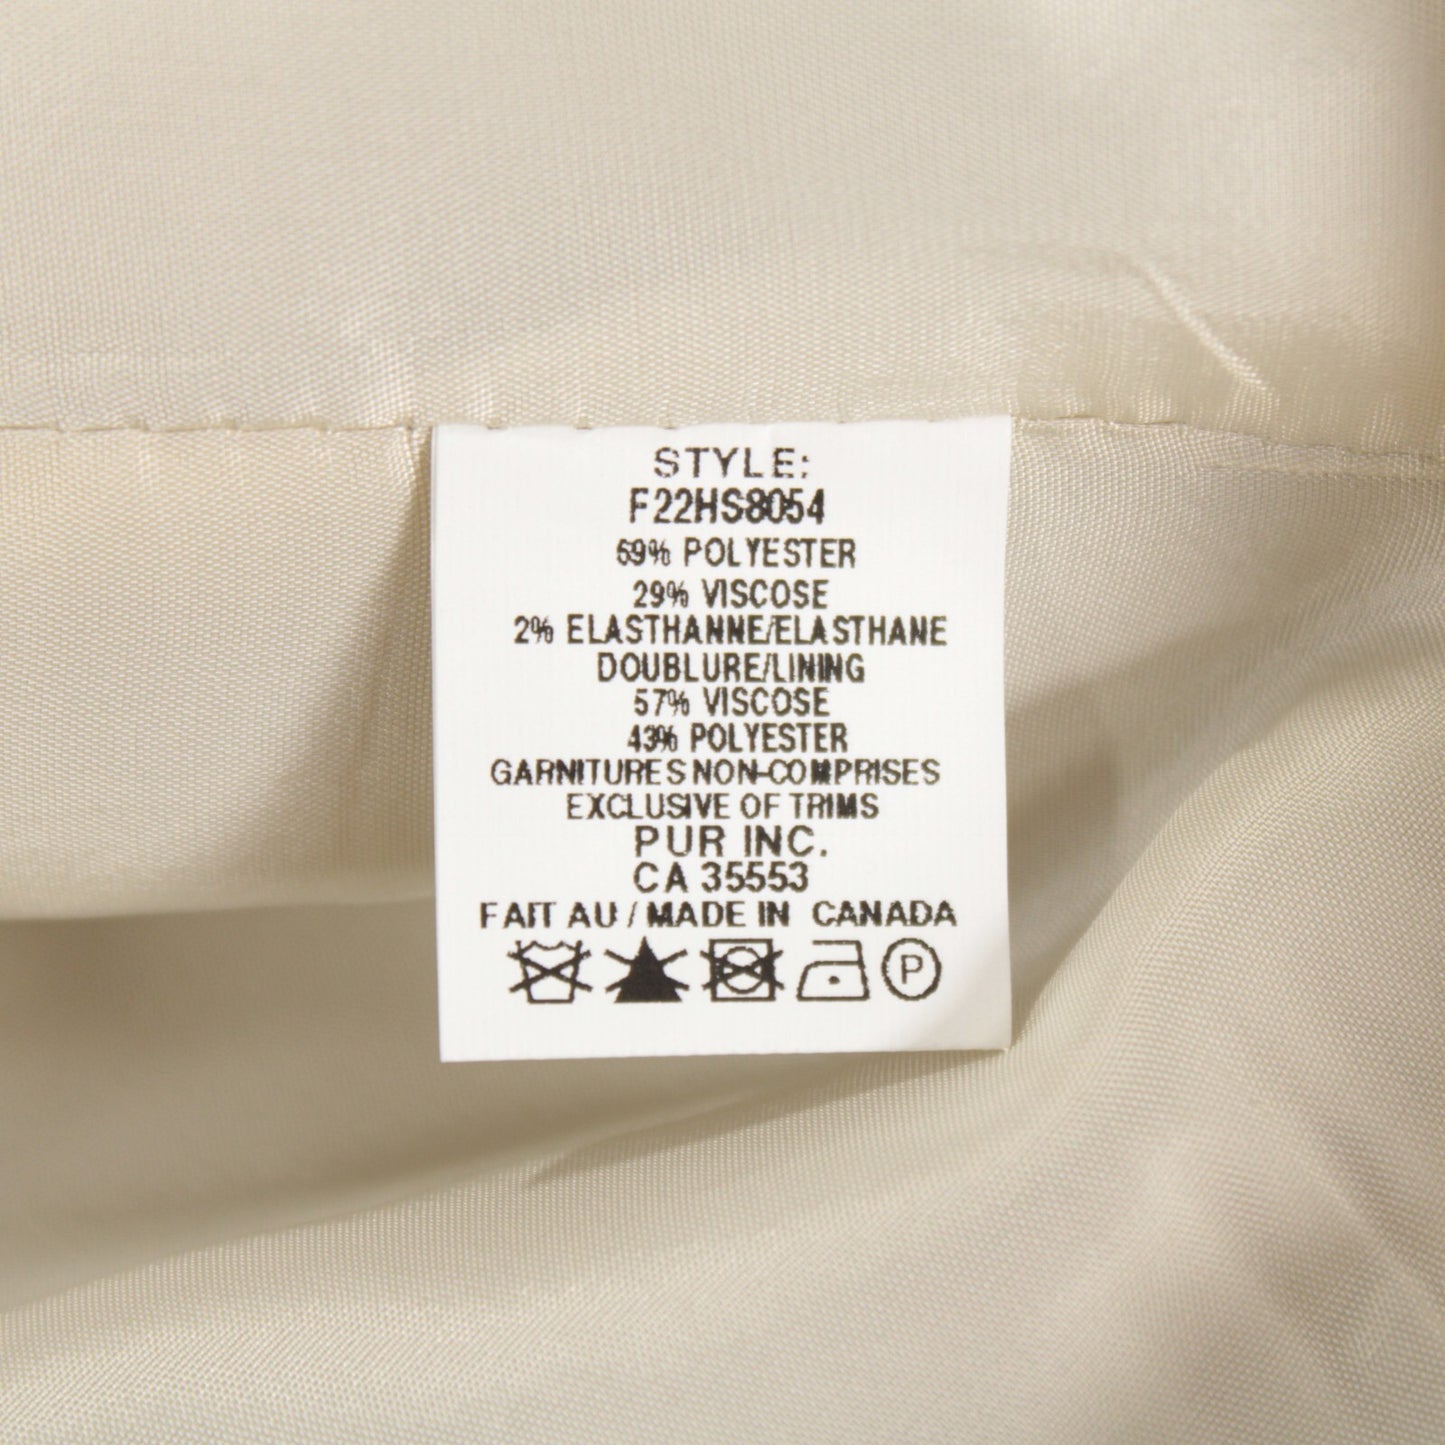 STYLE:
F22HS8054
69% POLYESTER
29% VISCOSE
2% ELASTHANNE/ELASTHANE
DOUBLURE/LINING
57% VISCOSE
43% POLYESTER
GARNITURES NON-COMPRISES
EXCLUSIVE OF TRIMS
PUR INC.
CA 35553
FAIT AU / MADE IN CANADA
P